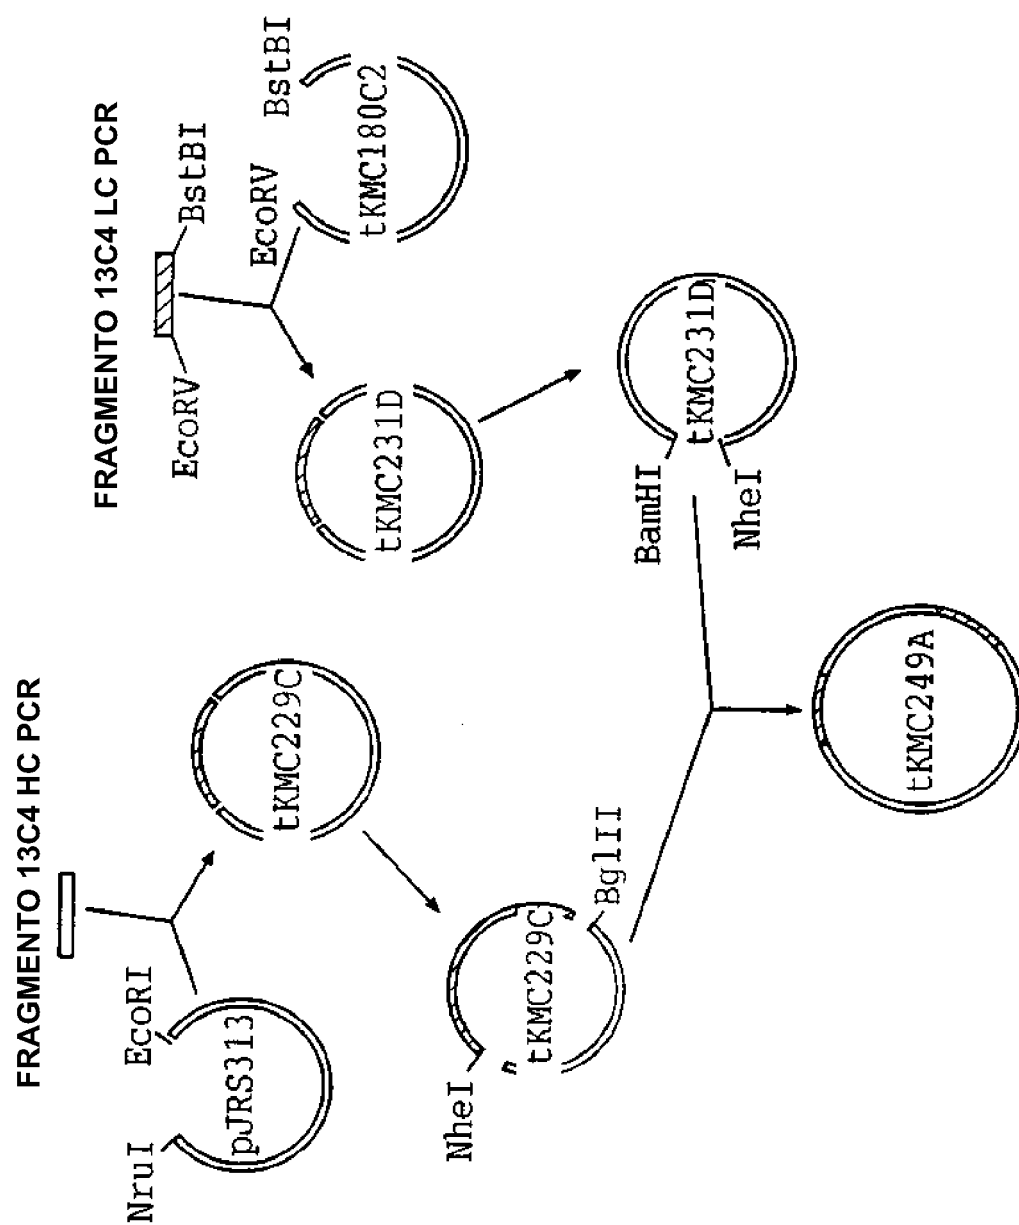 FRAGMENTO 13C4 HC PCR
NruI
EcoRI
pJRS313
tKMC229C
NheI
tKMC229C
BglII
FRAGMENTO 13C4 LC PCR
EcoRV
BstBI
EcoRV
BstBI
tKMC180C2
tKMC231D
BamHI
NheI
tKMC231D
tKMC249A